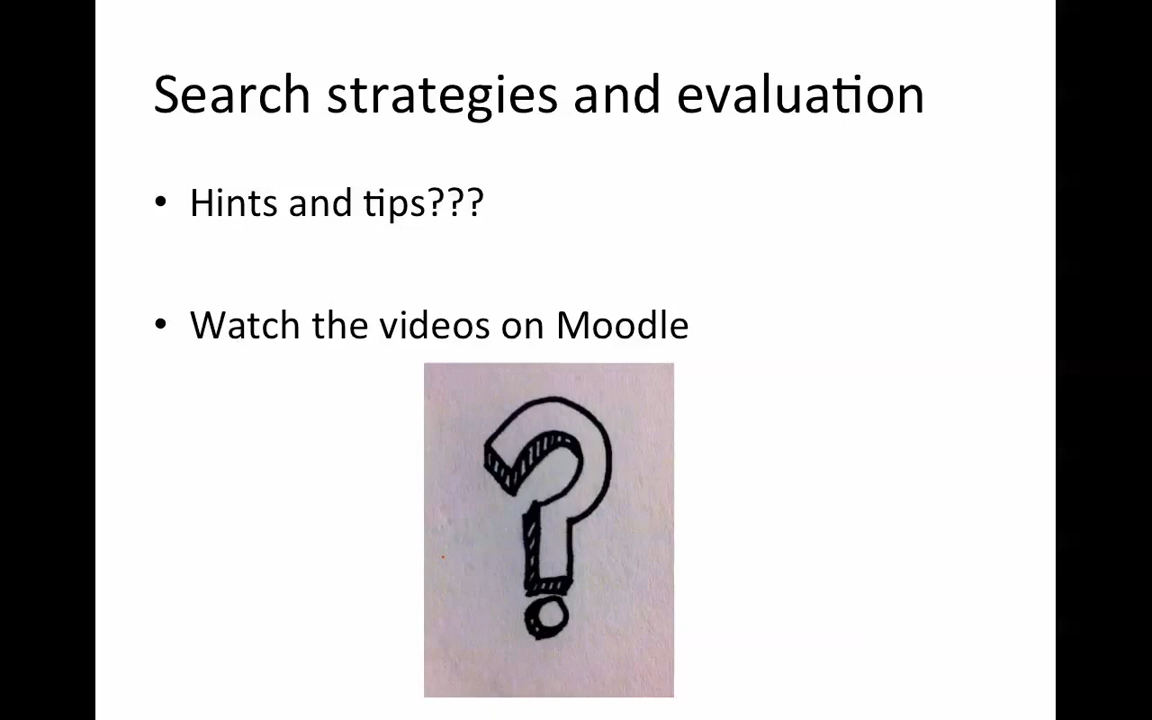 Search strategies and evaluation
• Hints and tips???
• Watch the videos on Moodle
?